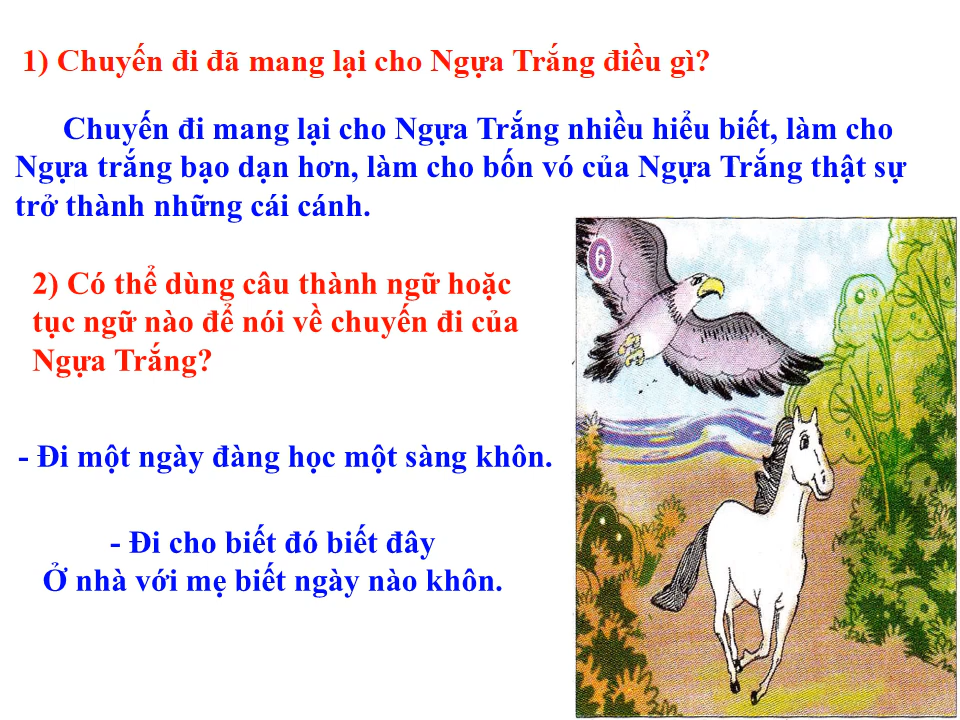 1) Chuyến đi đã mang lại cho Ngựa Trắng điều gì?
Chuyến đi mang lại cho Ngựa Trắng nhiều hiểu biết, làm cho
Ngựa trắng bạo dạn hơn, làm cho bốn vó của Ngựa Trắng thật sự
trở thành những cái cánh.
6
2) Có thể dùng câu thành ngữ hoặc
tục ngữ nào để nói về chuyến đi của
Ngựa Trắng?
- Đi một ngày đàng học một sàng khôn.
- Đi cho biết đó biết đây
Ở nhà với mẹ biết ngày nào khôn.